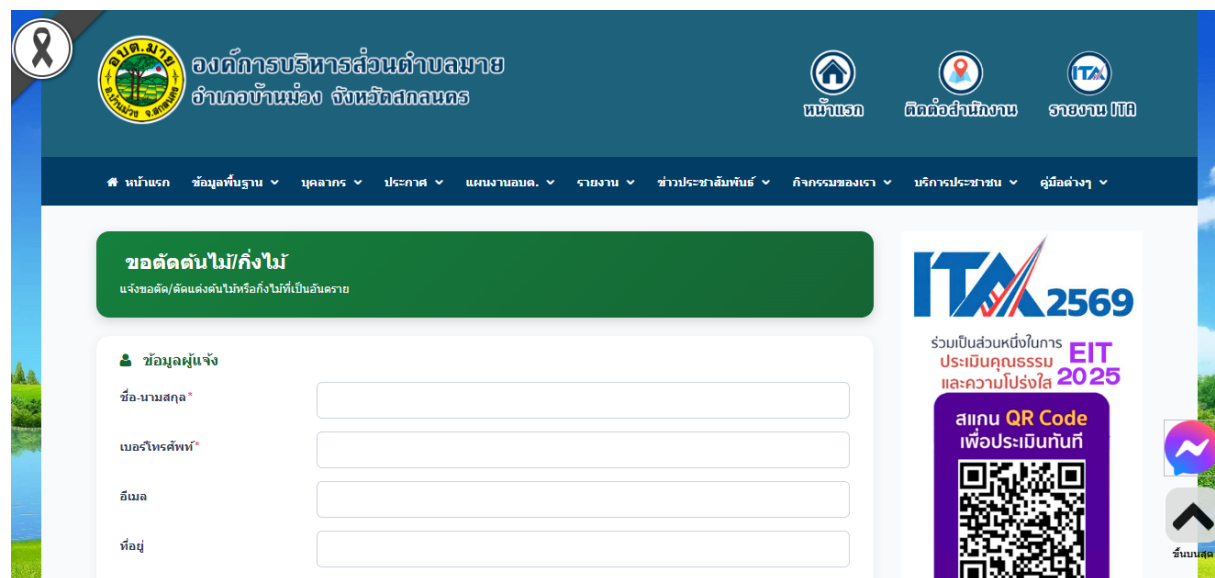 อบต.มาย
อ.บ้านม่วง จ.สกลนคร
องค์การบริหารส่วนตำบลมาย
อำเภอบ้านม่วง จังหวัดสกลนคร
หน้าแรก
ติดต่อสำนักงาน
ITA
รายงาน ITA
หน้าแรก ข้อมูลพื้นฐาน บุคลากร ประกาศ แผนงานอบต. รายงาน ข่าวประชาสัมพันธ์ กิจกรรมของเรา บริการประชาชน คู่มือต่างๆ
ขอตัดต้นไม้/กิ่งไม้
แจ้งขอตัด/ตัดแต่งต้นไม้หรือกิ่งไม้ที่เป็นอันตราย
ข้อมูลผู้แจ้ง
ชื่อ-นามสกุล*
เบอร์โทรศัพท์*
อีเมล
ที่อยู่
ITA 2569
ร่วมเป็นส่วนหนึ่งในการ
ประเมินคุณธรรม
และความโปร่งใส
EIT
2025
สแกน QR Code
เพื่อประเมินทันที
ขึ้นบนสุด